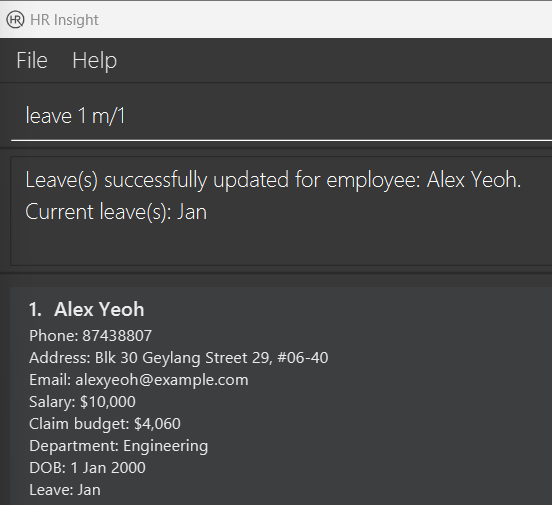 HR HR Insight
File Help
leave 1 m/1
Leave(s) successfully updated for employee: Alex Yeoh.
Current leave(s): Jan
1. Alex Yeoh
Phone: 87438807
Address: Blk 30 Geylang Street 29, #06-40
Email: alexyeoh@example.com
Salary: $10,000
Claim budget: $4,060
Department: Engineering
DOB: 1 Jan 2000
Leave: Jan